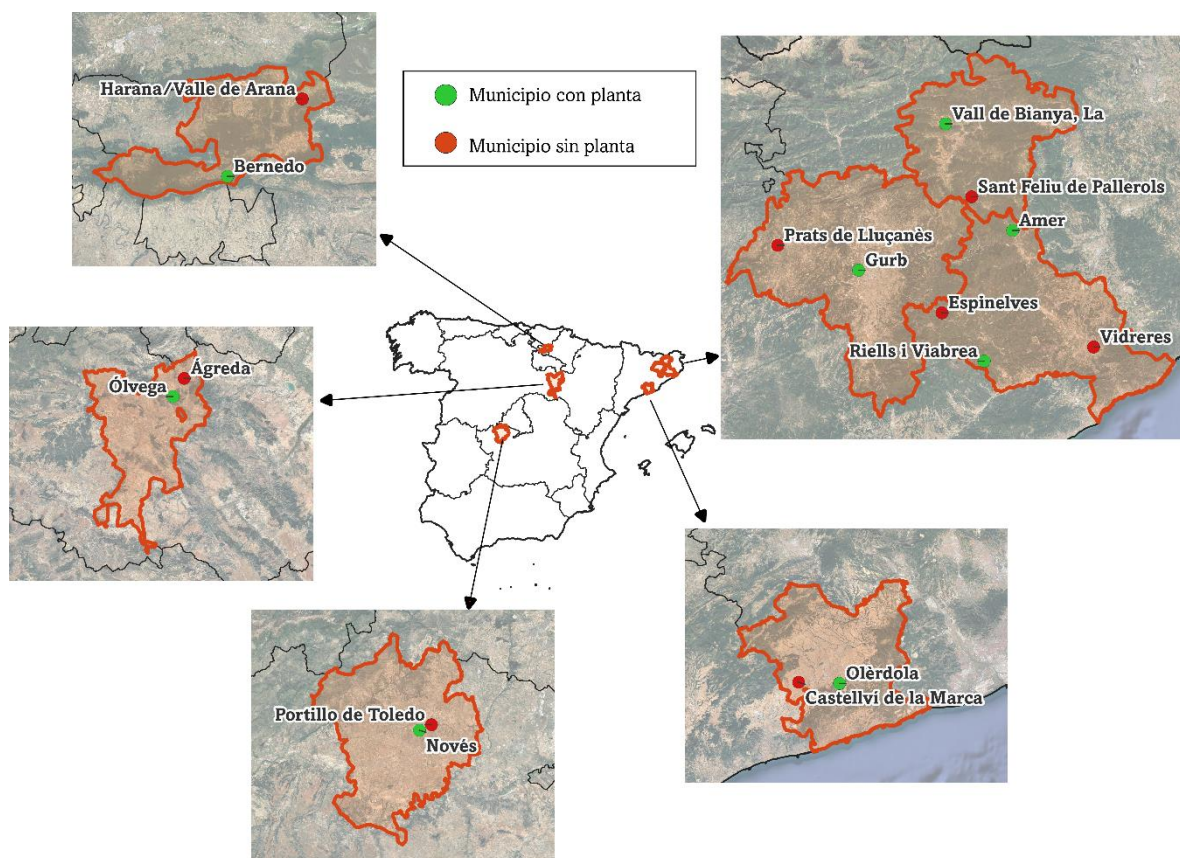 Harana/Valle de Arana
Bernedo
Municipio con planta
Municipio sin planta
Vall de Bianya, La
Sant Feliu de Pallerols
Amer
Prats de Lluçanès
Gurb
Espinelves
Vidreres
Riells i Viabrea
Ágreda
Ólvega
Portillo de Toledo
Novés
Olèrdola
Castellví de la Marca